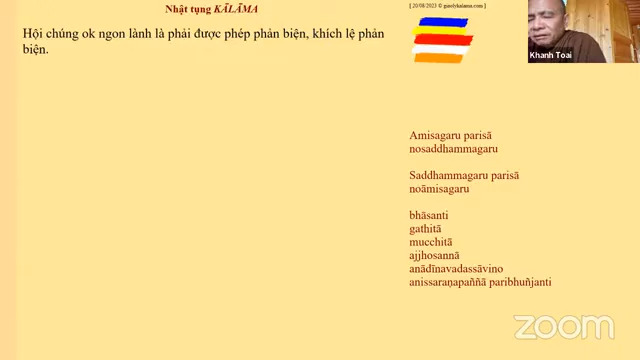 Nhật tụng KĀLĀMA
Hội chúng ok ngon lành là phải được phép phản biện, khích lệ phản
biện.
[ 20/08/2023 © giaolykalama.com ]
Khanh Toai
Amisagaru parisā
nosaddhammagaru
Saddhammagaru parisā
noāmisagaru
bhāsanti
gathitā
mucchitā
ajjhosannā
anādīnavadassāvino
anissaraṇapaññā paribhuñjanti
zoom